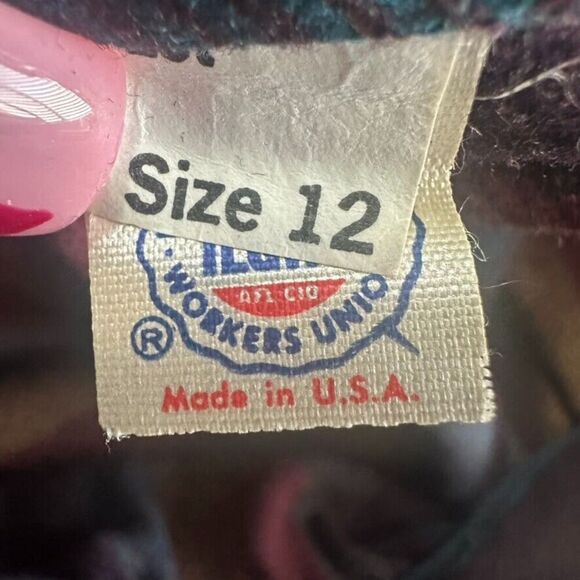 Size 12
AFL-CIO
WORKERS UNIO
®
Made in U.S.A.